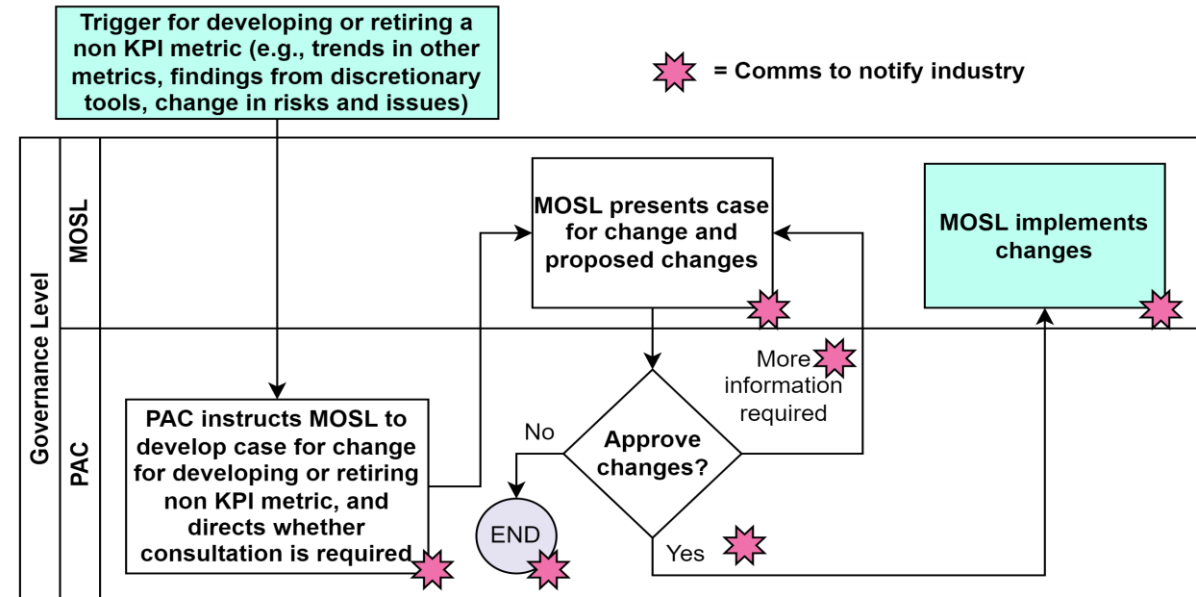 Trigger for developing or retiring a
non KPI metric (e.g., trends in other
metrics, findings from discretionary
tools, change in risks and issues)
= Comms to notify industry
Governance Level
MOSL
MOSL presents case
for change and
proposed changes
MOSL implements
changes
PAC
PAC instructs MOSL to
develop case for change
for developing or retiring
non KPI metric, and
directs whether
consultation is required
No
END
Approve
changes?
More
information
required
Yes